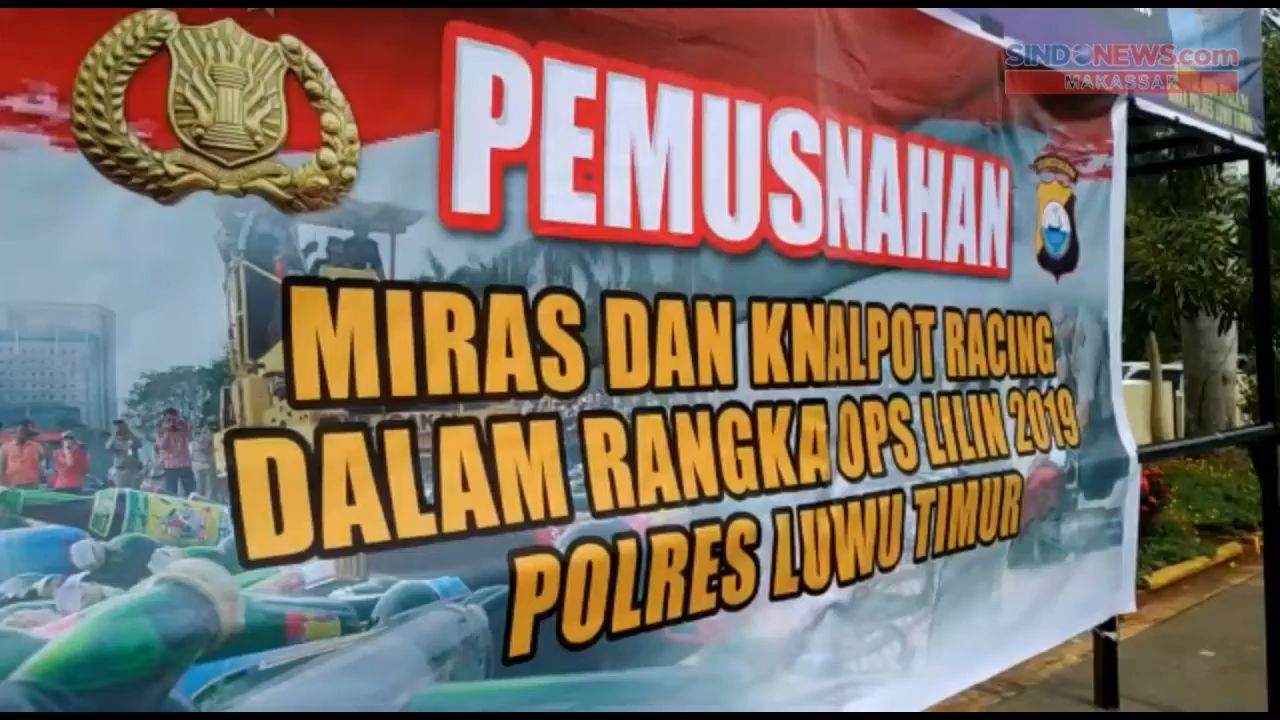 SINDONEWS.com
MAKASSAR
PEMUSNAHAN
MIRAS DAN KNALPOT RACING
DALAM RANGKA OPS LILIN 2019
POLRES LUWU TIMUR